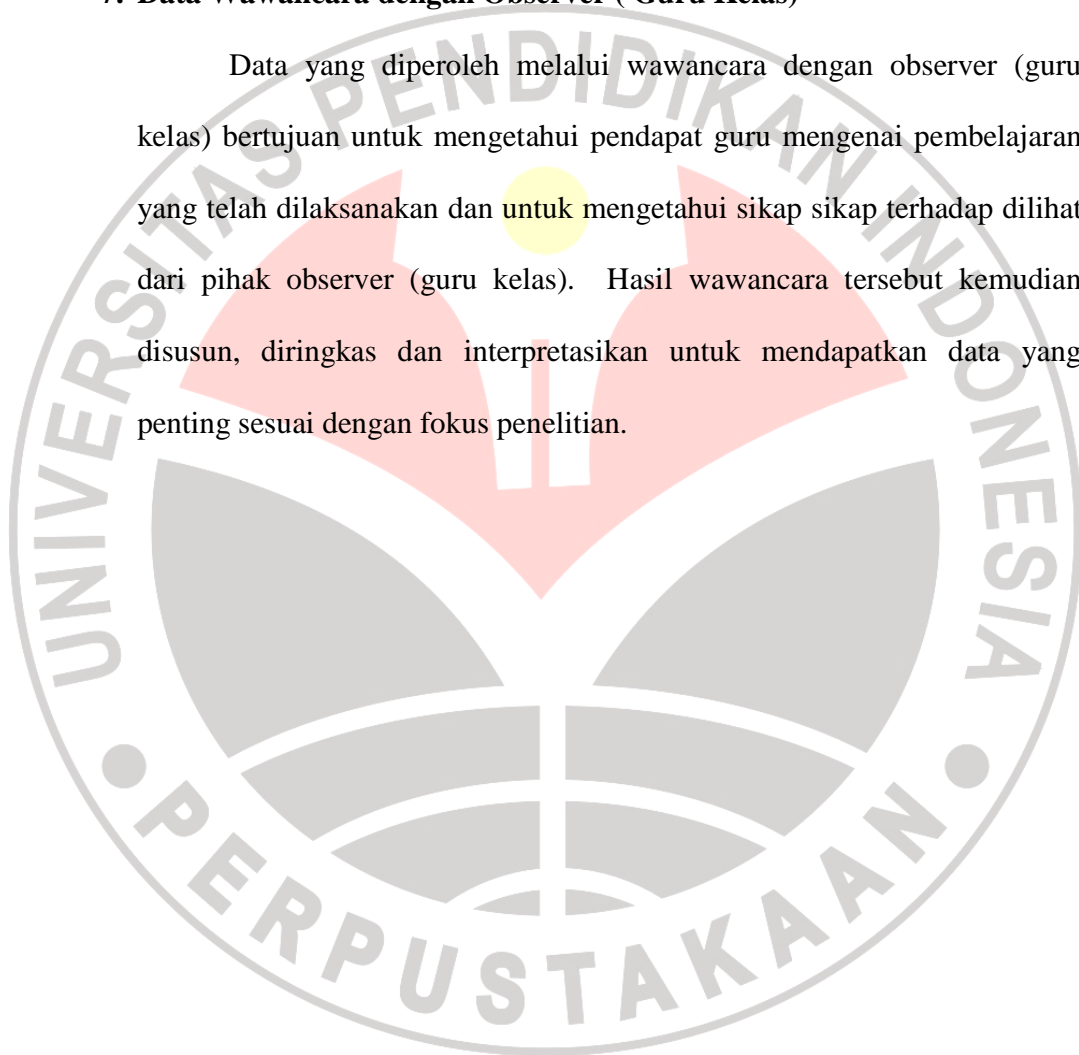 7. Data Wawancara dengan Observer ( Guru Kelas)
Data yang diperoleh melalui wawancara dengan observer (guru
kelas) bertujuan untuk mengetahui pendapat guru mengenai pembelajaran
yang telah dilaksanakan dan untuk mengetahui sikap sikap terhadap dilihat
dari pihak observer (guru kelas). Hasil wawancara tersebut kemudian
disusun, diringkas dan interpretasikan untuk mendapatkan data yang
penting sesuai dengan fokus penelitian.
UNIVERSITAS PENDIDIKAN INDONESIA
PERPUSTAKAAN